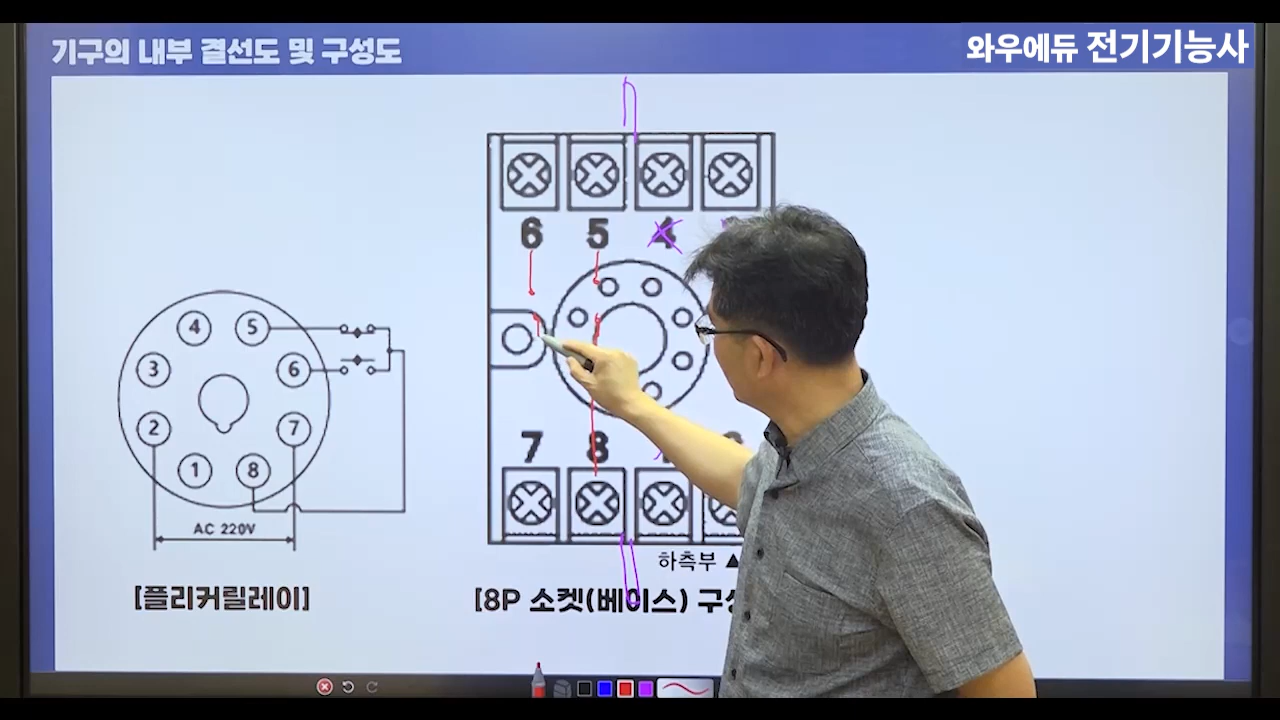 기구의 내부 결선도 및 구성도
와우에듀 전기기능사
6 5 4
4 5
3 6
2 7
1 8
AC 220V
7 8
하측부 ▲
[플리커릴레이]
[8P 소켓(베이스)